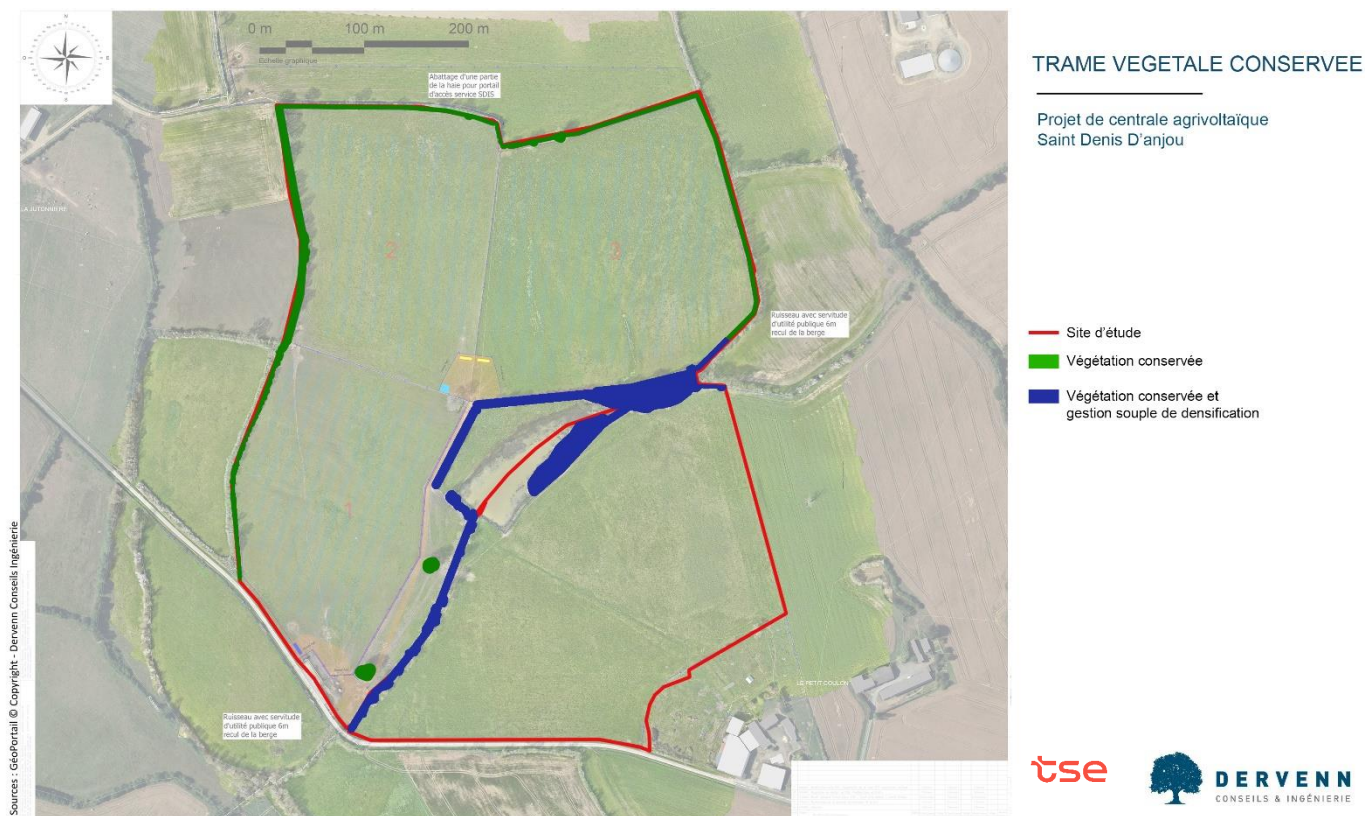 0 m 100 m 200 m
Echelle graphique
Abattage d'une partie
de la haie pour portail
d'accès service SDIS
TRAME VEGETALE CONSERVEE
Projet de centrale agrivoltaïque
Saint Denis D'anjou
2
3
1
Ruisseau avec servitude
d'utilité publique 6m
recul de la berge
Site d'étude
Végétation conservée
Végétation conservée et
gestion souple de densification
LE PETIT COULON
Ruisseau avec servitude
d'utilité publique 6m
recul de la berge
Sources : GéoPortail © Copyright - Dervenn Conseils Ingénierie
tse
DERVENN
CONSEILS & INGÉNIERIE